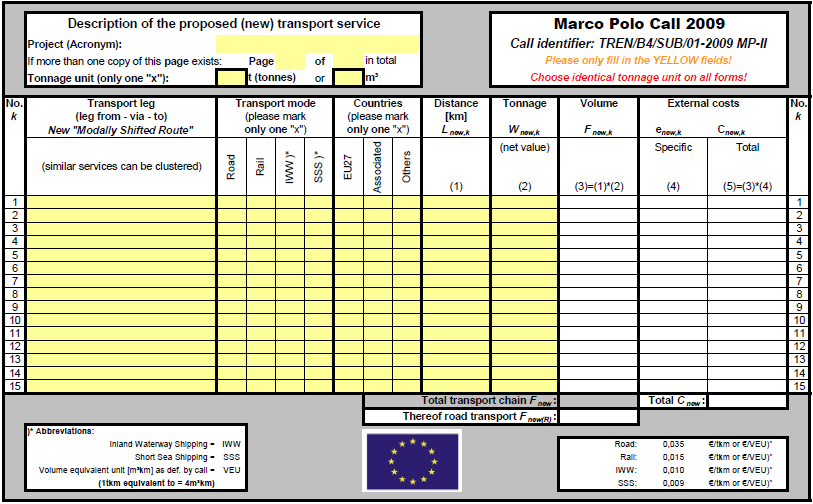 Description of the proposed (new) transport service
Project (Acronym):
If more than one copy of this page exists: Page of in total
Tonnage unit (only one "x"): t (tonnes) or m³
Marco Polo Call 2009
Call identifier: TREN/B4/SUB/01-2009 MP-II
Please only fill in the YELLOW fields!
Choose identical tonnage unit on all forms!
No. k
Transport leg
(leg from - via - to)
New "Modally Shifted Route"
(similar services can be clustered)
Transport mode
(please mark
only one "x")
Road
Rail
IWW )*
SSS )*
Countries
(please mark
only one "x")
EU27
Associated
Others
Distance
[km]
L new,k
(1)
Tonnage
W new,k
(net value)
(2)
Volume
F new,k
(3)=(1)*(2)
External costs
e new,k C new,k
Specific Total
(4) (5)=(3)*(4)
No. k
1 1
2 2
3 3
4 4
5 5
6 6
7 7
8 8
9 9
10 10
11 11
12 12
13 13
14 14
15 15
Total transport chain F new : Total C new :
Thereof road transport F new(R) :
)* Abbreviations:
Inland Waterway Shipping = IWW
Short Sea Shipping = SSS
Volume equivalent unit [m³km] as def. by call = VEU
(1tkm equivalent to = 4m³km)
Road: 0,035 €/tkm or €/VEU)*
Rail: 0,015 €/tkm or €/VEU)*
IWW: 0,010 €/tkm or €/VEU)*
SSS: 0,009 €/tkm or €/VEU)*